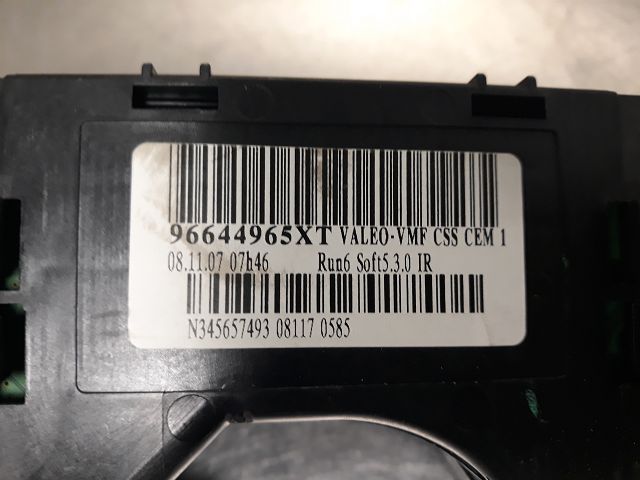 96644965XT VALEO-VMF CSS CEM 1
08.11.07 07h46 Run6 Soft5.3.0 IR
N345657493 08117 0585